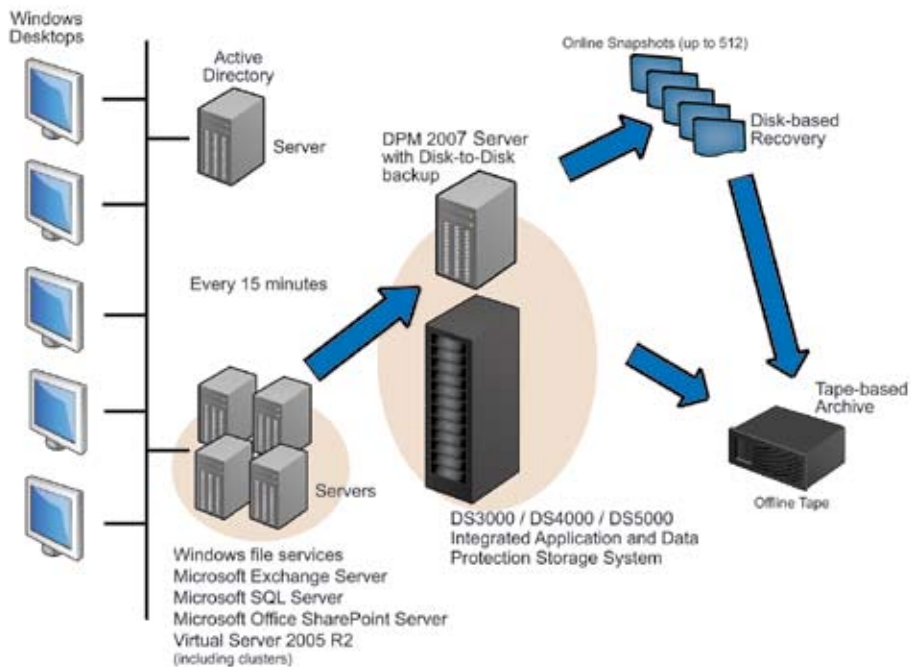 Windows
Desktops
Active
Directory
Server
Online Snapshots (up to 512)
Disk-based
Recovery
DPM 2007 Server
with Disk-to-Disk
backup
Every 15 minutes
Tape-based
Archive
Offline Tape
Servers
DS3000 / DS4000 / DS5000
Integrated Application and Data
Protection Storage System
Windows file services
Microsoft Exchange Server
Microsoft SQL Server
Microsoft Office SharePoint Server
Virtual Server 2005 R2
(including clusters)